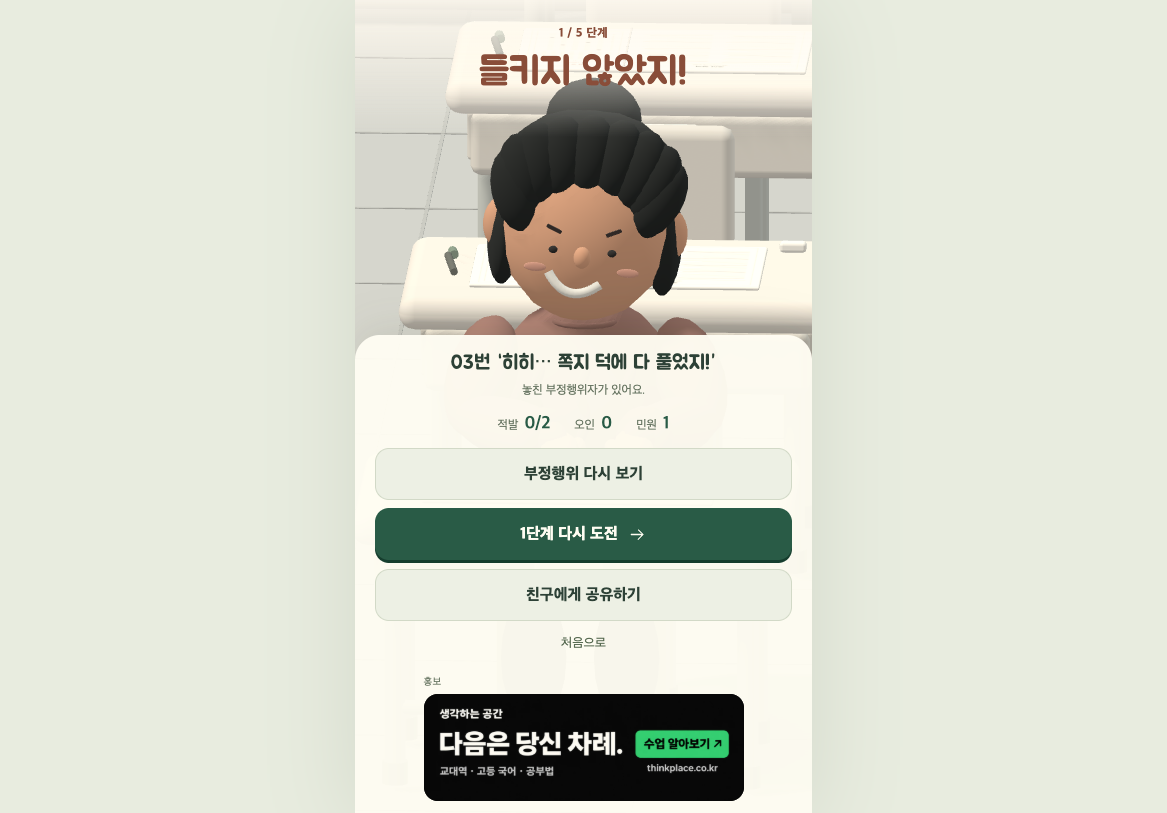 1 / 5 단계
들키지 않았지!
03번 ‘히히… 쪽지 덕에 다 풀었지!’
놓친 부정행위자가 있어요.
적발 0/2 오인 0 민원 1
부정행위 다시 보기
1단계 다시 도전 →
친구에게 공유하기
처음으로
홍보
생각하는 공간
다음은 당신 차례.
수업 알아보기 ↗
교대역 · 고등 국어 · 공부법
thinkplace.co.kr